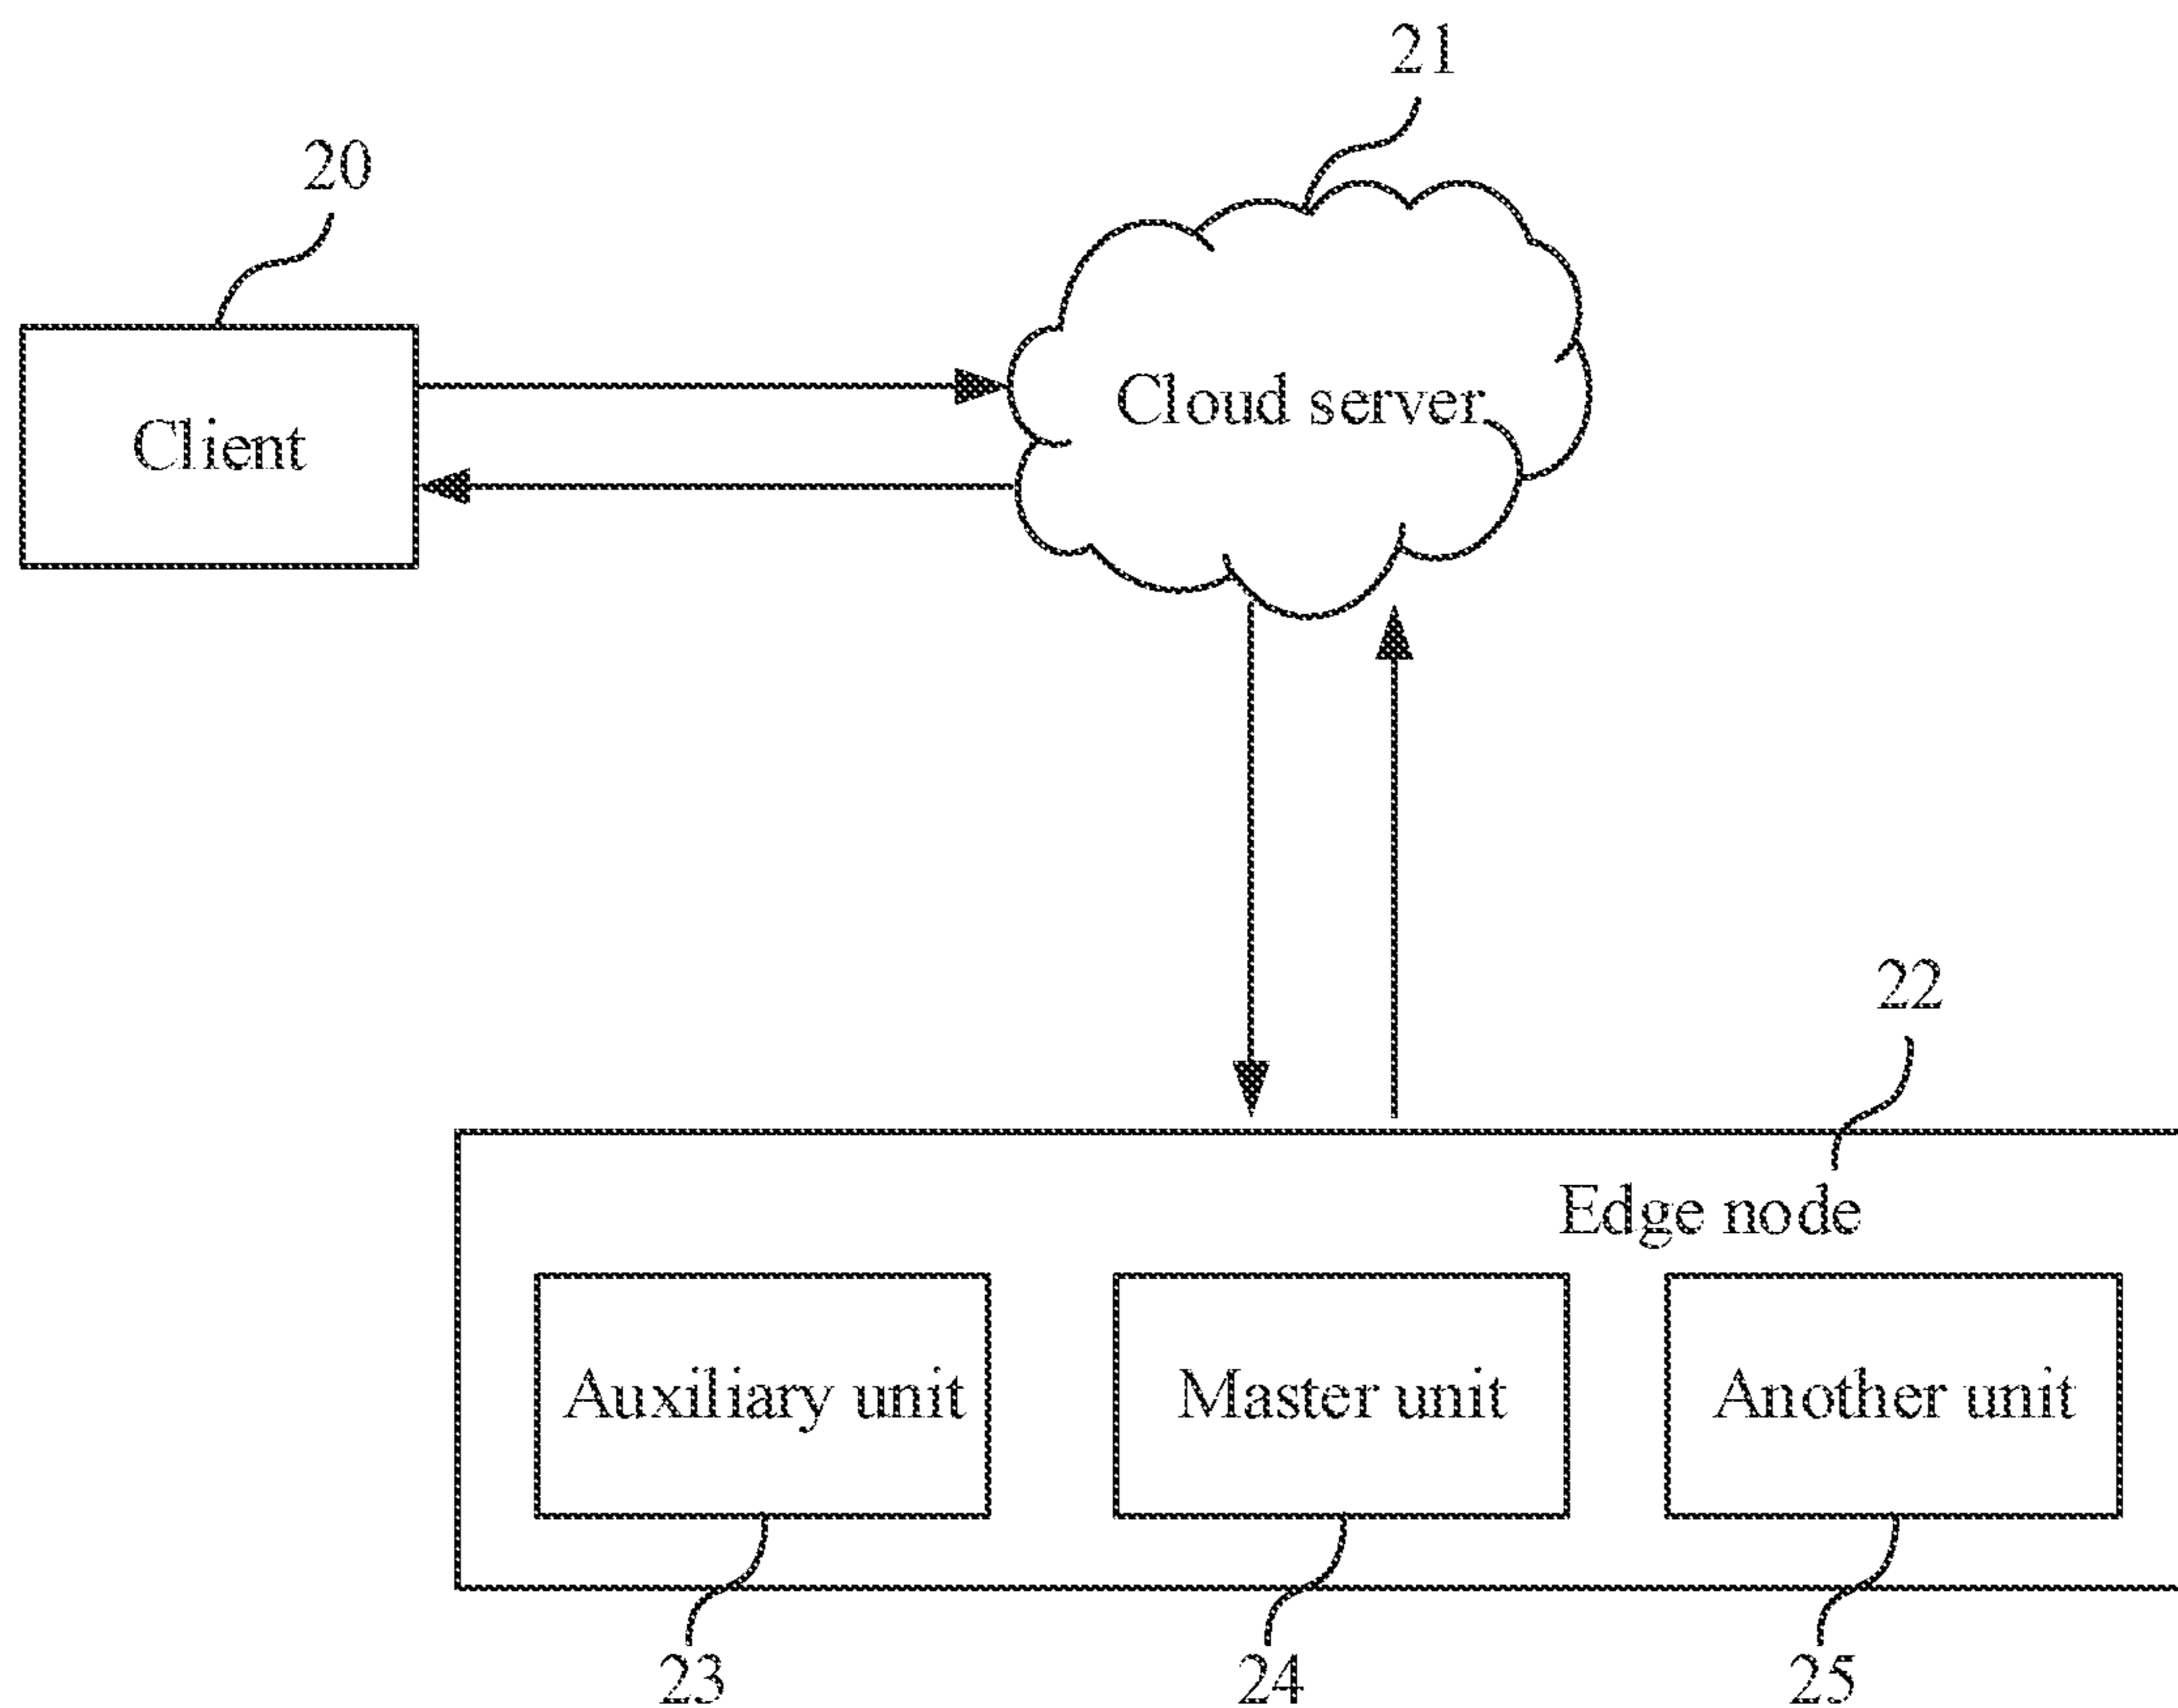 21
20
Cloud server
Client
22
Edge node
Auxiliary unit
Master unit
Another unit
23
24
25